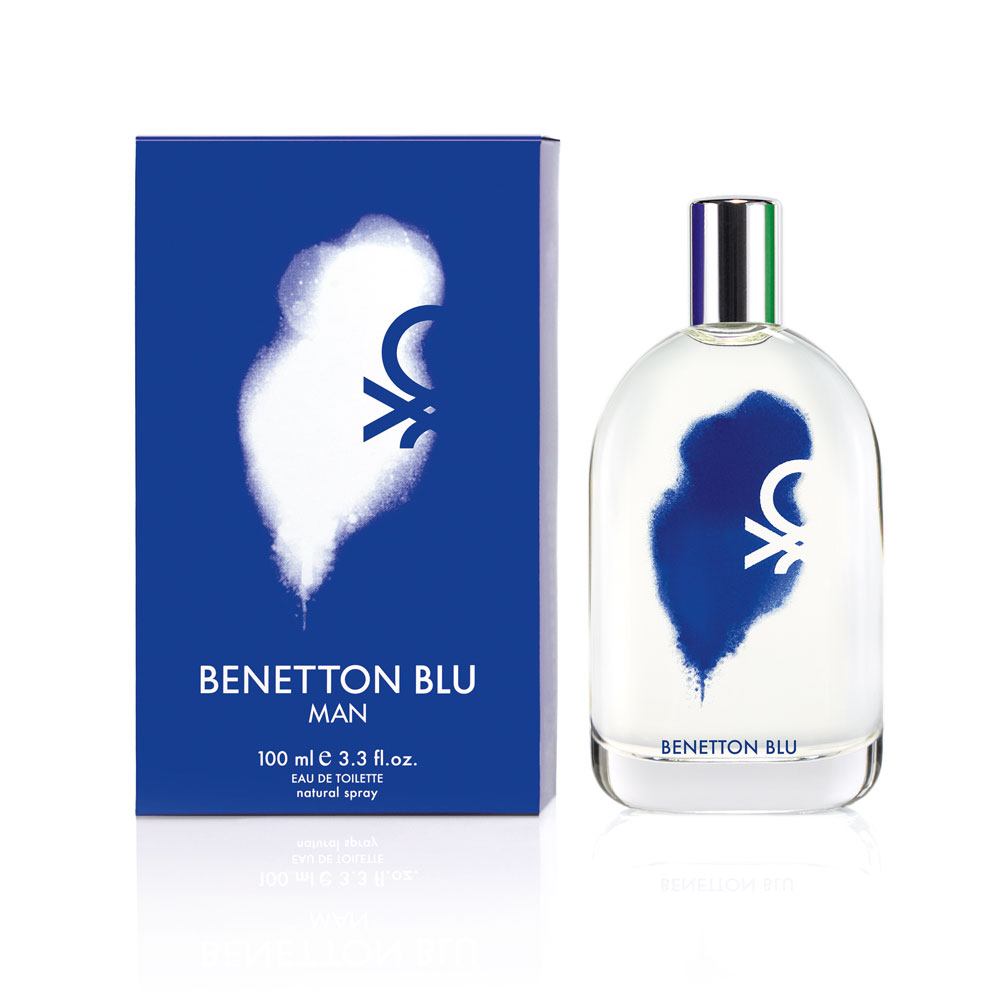 BENETTON BLU
MAN
100 ml ℮ 3.3 fl.oz.
EAU DE TOILETTE
natural spray
BENETTON BLU